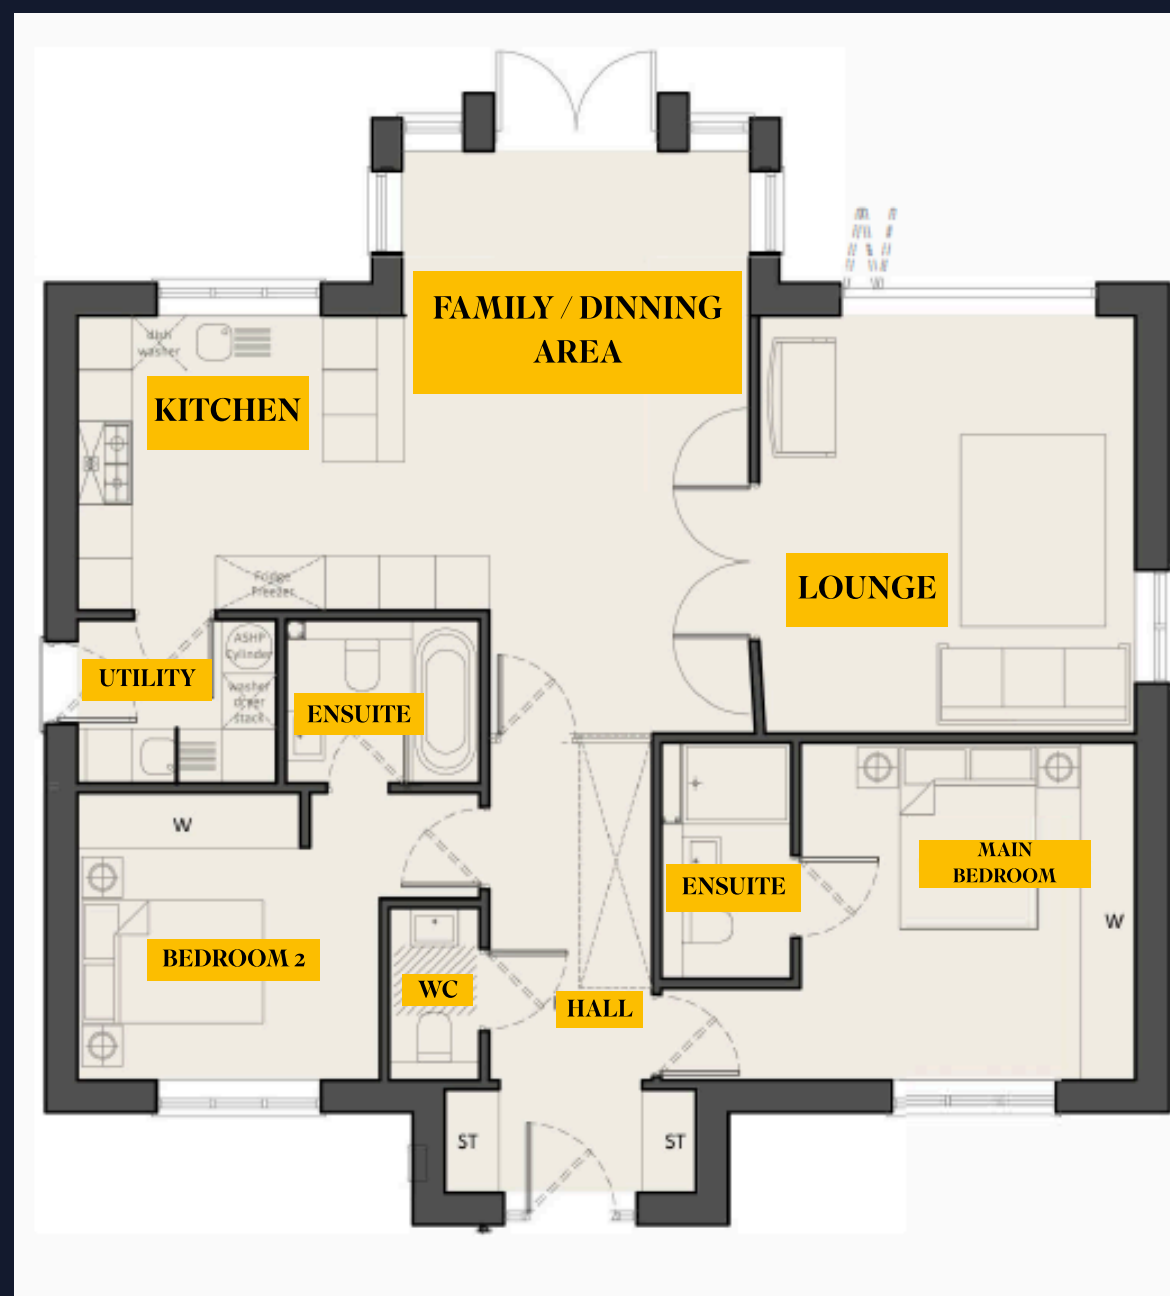 FAMILY / DINNING
AREA
dish
washer
KITCHEN
Fridge
Freezer
LOUNGE
ASHP
Cylinder
UTILITY
washer
dryer
stack
ENSUITE
W
MAIN
BEDROOM
ENSUITE
W
BEDROOM 2
WC
HALL
ST
ST